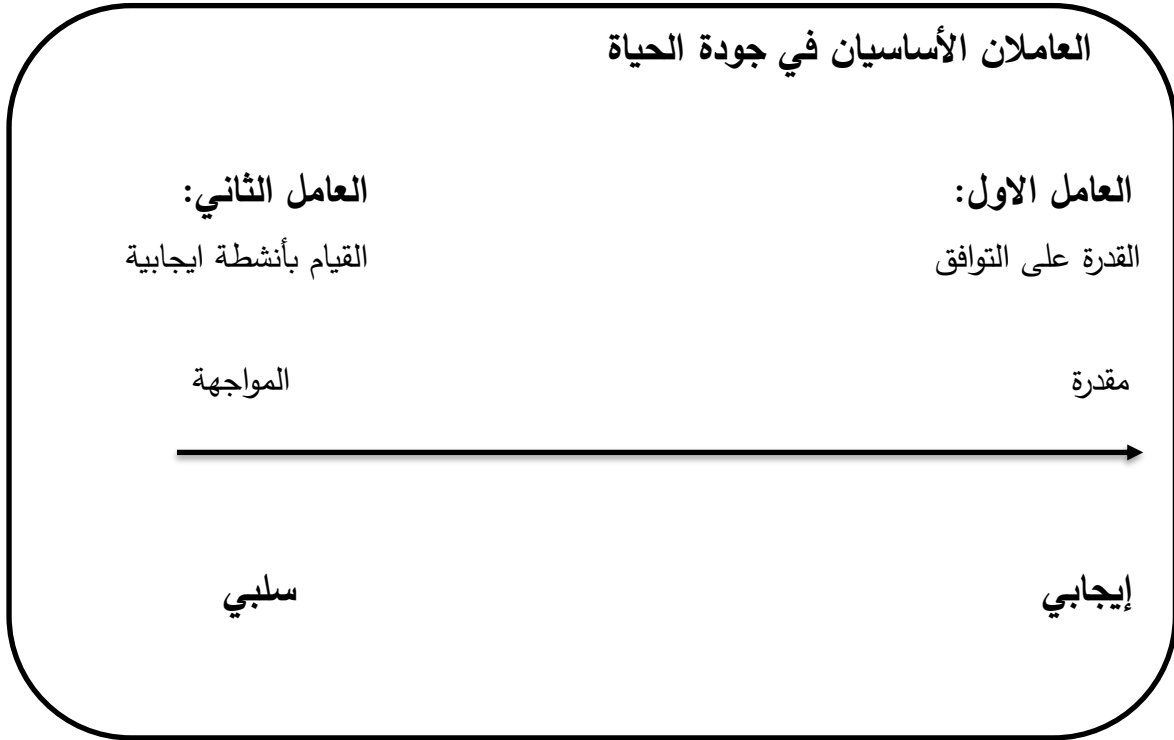 العاملان الأساسيان في جودة الحياة
العامل الاول:
القدرة على التوافق
العامل الثاني:
القيام بأنشطة ايجابية
مقدرة
المواجهة
إيجابي
سلبي